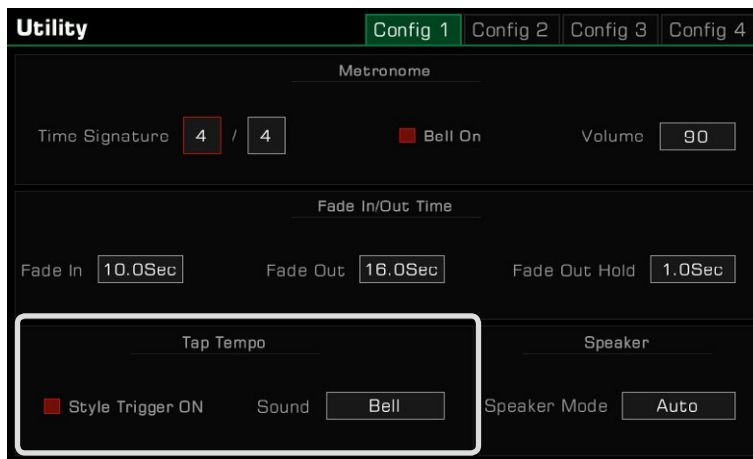 Utility Config 1 Config 2 Config 3 Config 4
Metronome
Time Signature 4 / 4 Bell On Volume 90
Fade In/Out Time
Fade In 10.0Sec Fade Out 16.0Sec Fade Out Hold 1.0Sec
Tap Tempo Speaker
Style Trigger ON Sound Bell Speaker Mode Auto